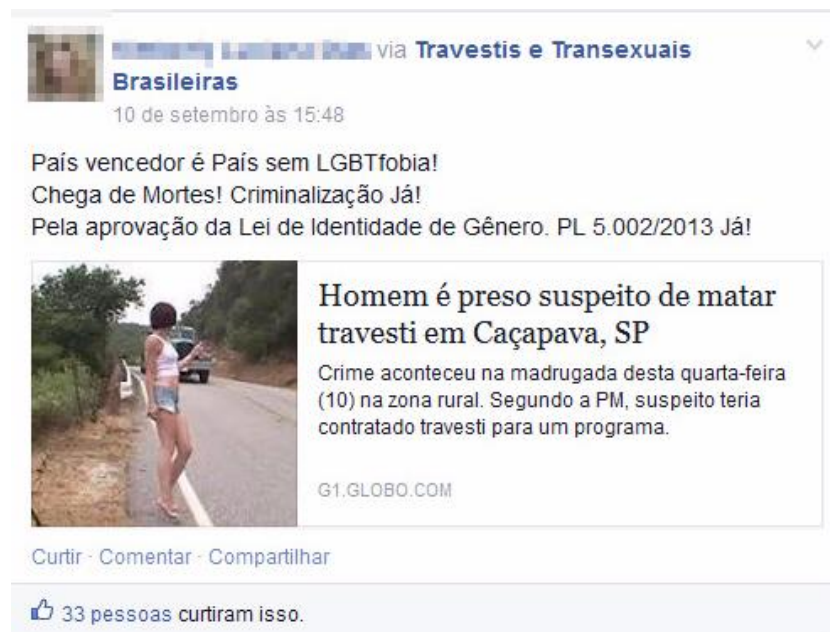 via Travestis e Transexuais
Brasileiras
10 de setembro às 15:48
País vencedor é País sem LGBTfobia!
Chega de Mortes! Criminalização Já!
Pela aprovação da Lei de Identidade de Gênero. PL 5.002/2013 Já!
Homem é preso suspeito de matar
travesti em Caçapava, SP
Crime aconteceu na madrugada desta quarta-feira
(10) na zona rural. Segundo a PM, suspeito teria
contratado travesti para um programa.
G1.GLOBO.COM
Curtir · Comentar · Compartilhar
33 pessoas curtiram isso.